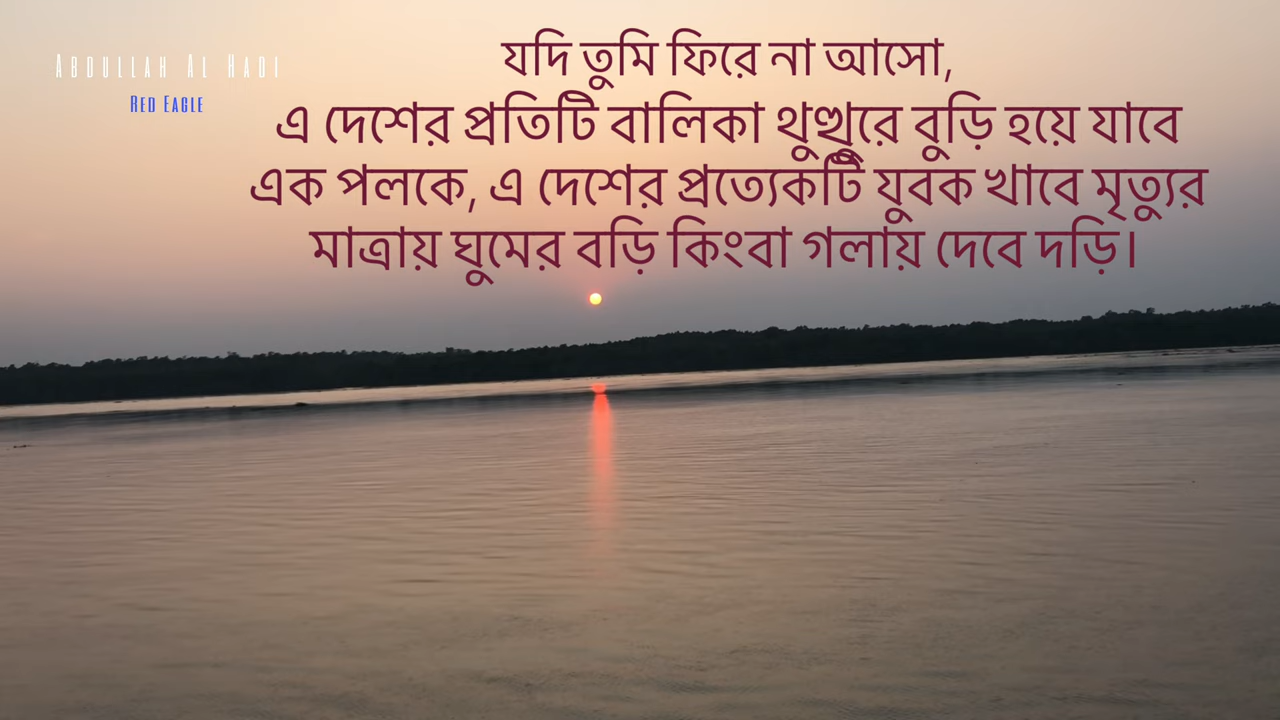 Abdullah Al Hadi
Red Eagle
যদি তুমি ফিরে না আসো,
এ দেশের প্রতিটি বালিকা থুত্থুরে বুড়ি হয়ে যাবে
এক পলকে, এ দেশের প্রত্যেকটি যুবক খাবে মৃত্যুর
মাত্রায় ঘুমের বড়ি কিংবা গলায় দেবে দড়ি।